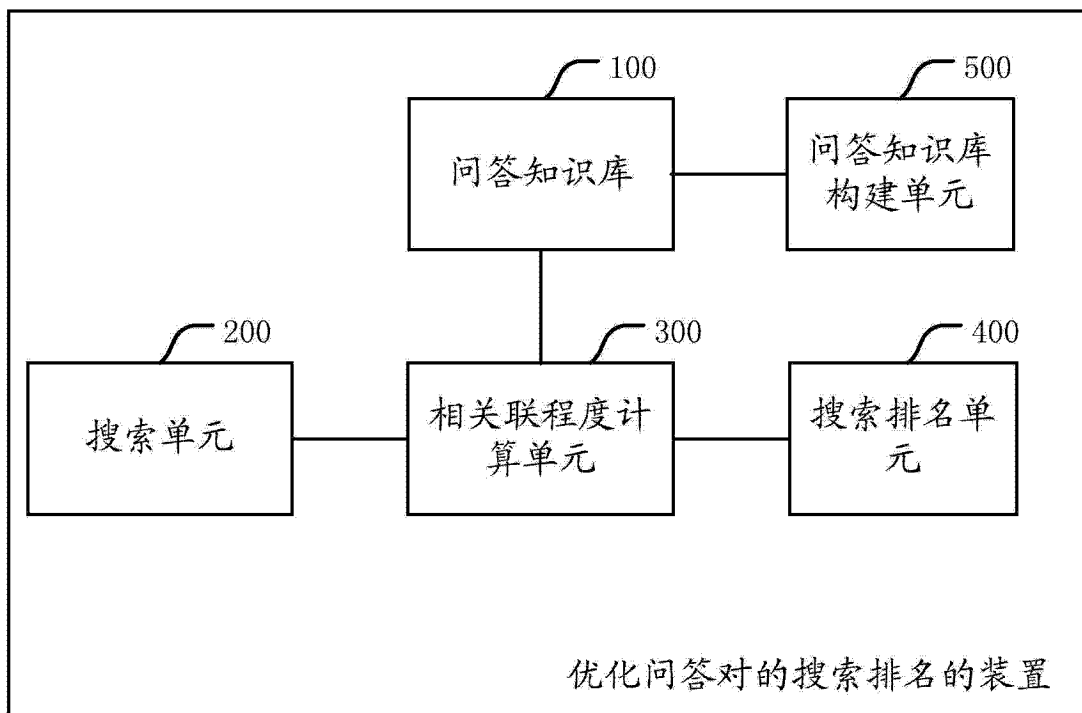 100
500
问答知识库
问答知识库
构建单元
200
300
400
搜索单元
相关联程度计
算单元
搜索排名单
元
优化问答对的搜索排名的装置